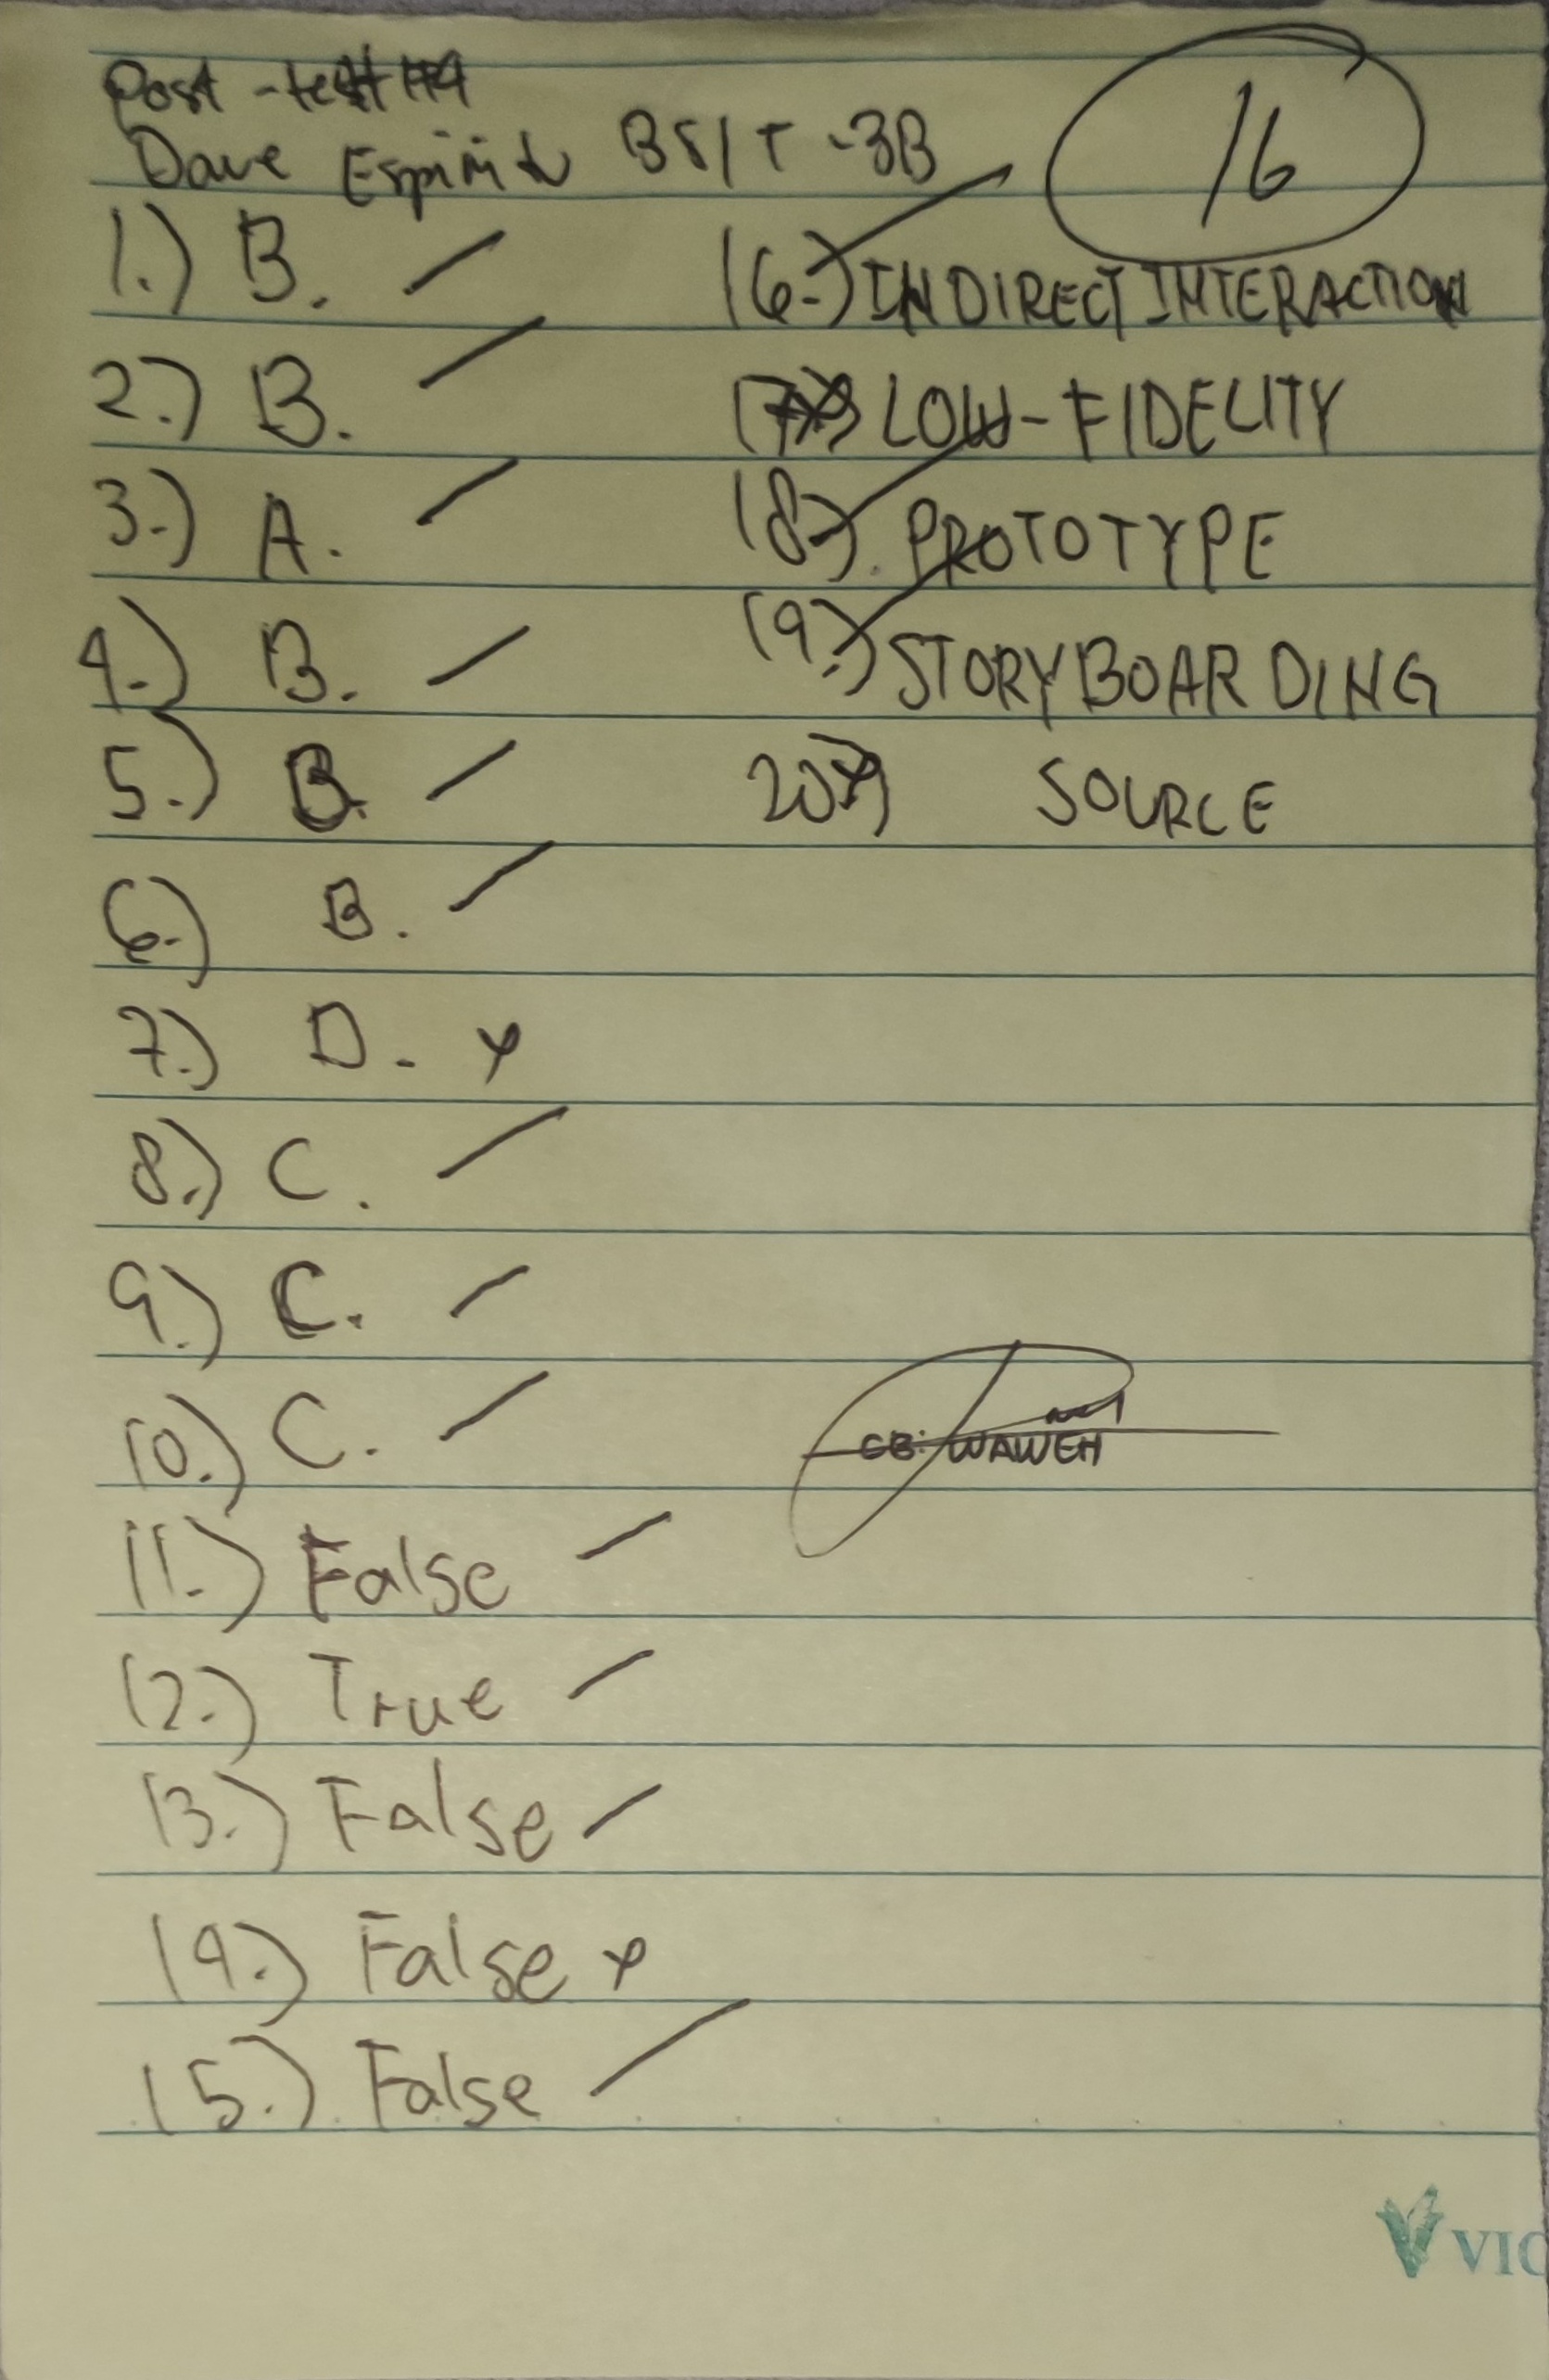 Post-test #4
Dave Espiritu BSIT-3B
16
1.) B.
2.) B.
3.) A.
4.) B.
5.) B.
6.) B.
7.) D.
8.) C.
9.) C.
10.) C.
11.) False
12.) True
13.) False
14.) False
15.) False
16.) INDIRECT INTERACTION
17.) LOW-FIDELITY
18.) PROTOTYPE
19.) STORYBOARDING
20.) SOURCE
CB: WAWEH
VIC